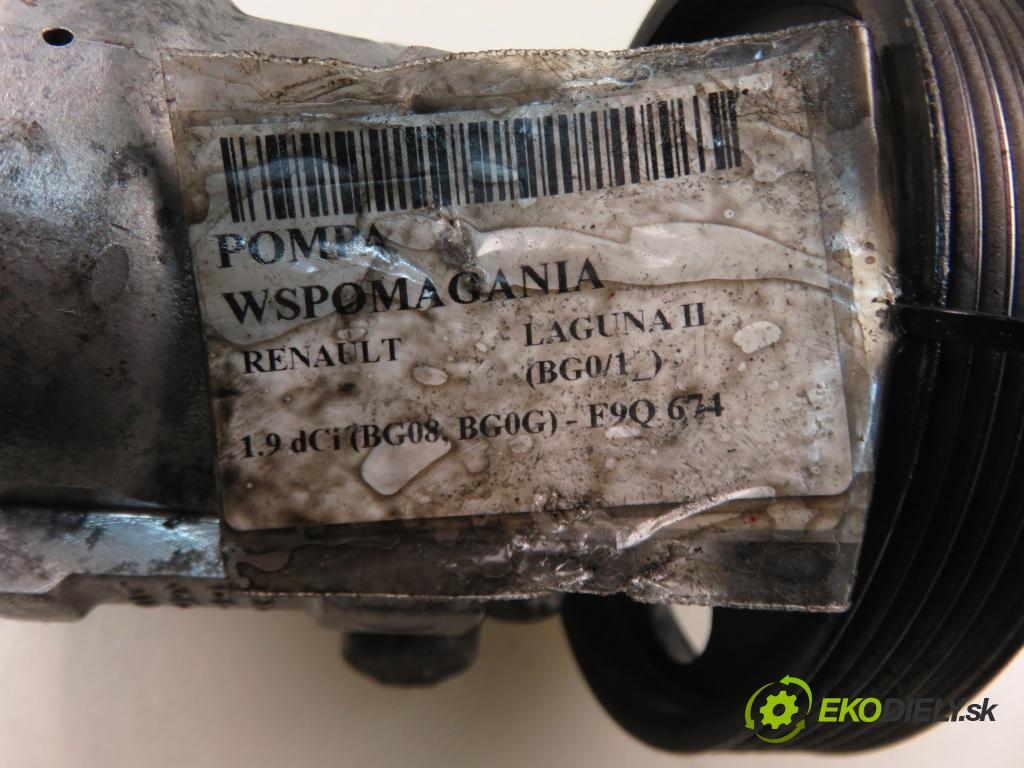 POMPA
WSPOMAGANIA
RENAULT LAGUNA II
(BG0/1_)
1.9 dCi (BG08, BG0G) - F9Q 674
EKODIELY.sk